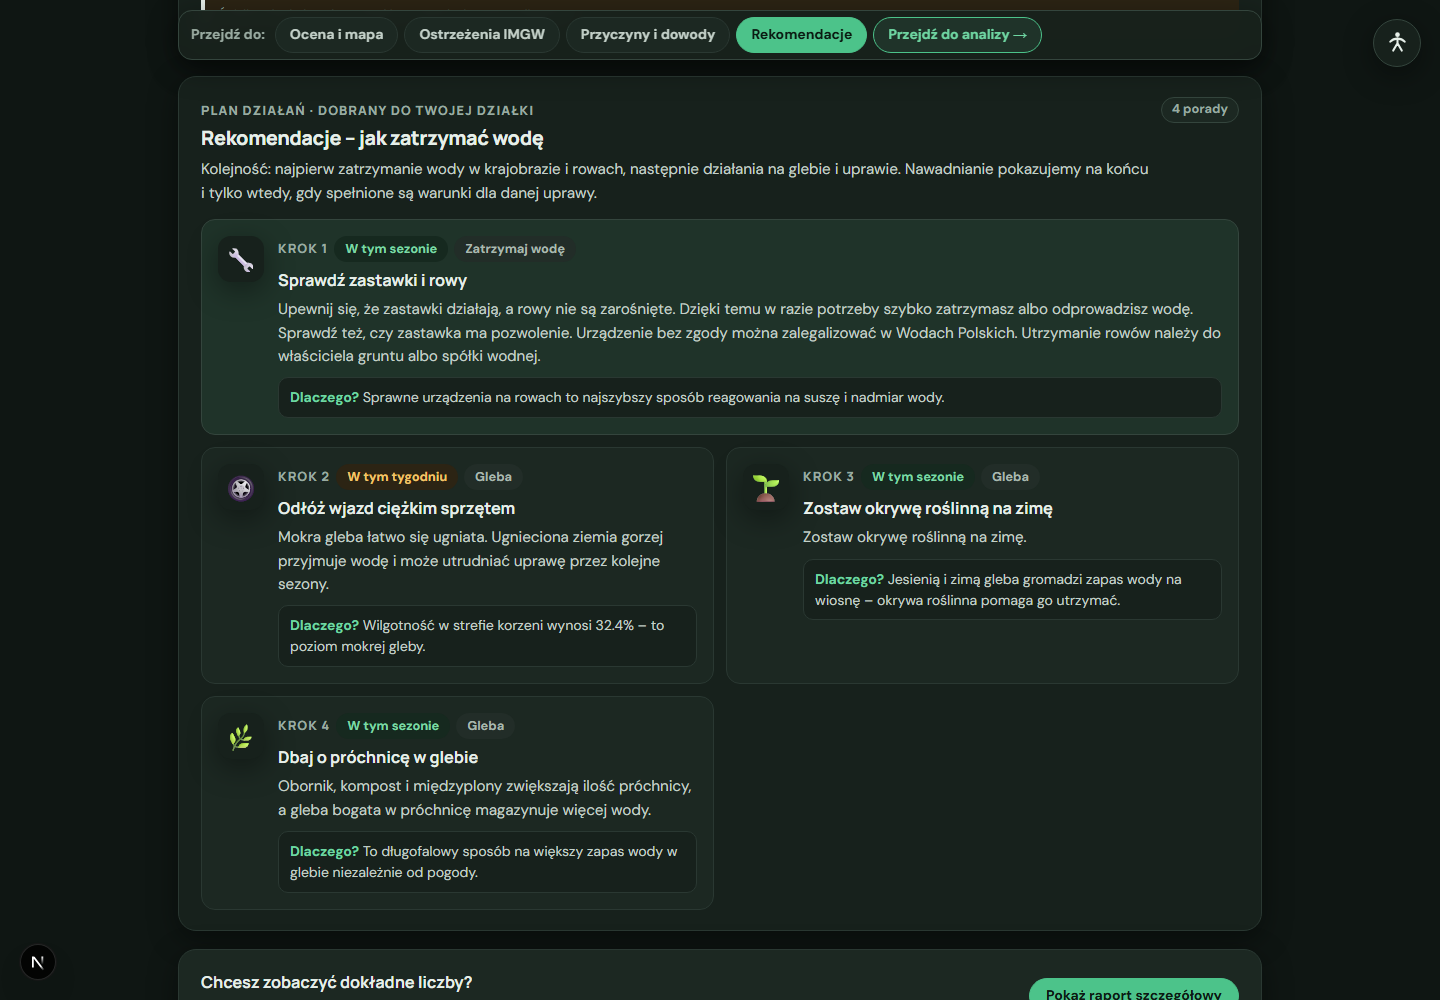 Przejdź do:
Ocena i mapa
Ostrzeżenia IMGW
Przyczyny i dowody
Rekomendacje
Przejdź do analizy →
PLAN DZIAŁAŃ · DOBRANY DO TWOJEJ DZIAŁKI
4 porady
Rekomendacje – jak zatrzymać wodę
Kolejność: najpierw zatrzymanie wody w krajobrazie i rowach, następnie działania na glebie i uprawie. Nawadnianie pokazujemy na końcu
i tylko wtedy, gdy spełnione są warunki dla danej uprawy.
KROK 1 W tym sezonie Zatrzymaj wodę
Sprawdź zastawki i rowy
Upewnij się, że zastawki działają, a rowy nie są zarośnięte. Dzięki temu w razie potrzeby szybko zatrzymasz albo odprowadzisz wodę.
Sprawdź też, czy zastawka ma pozwolenie. Urządzenie bez zgody można zalegalizować w Wodach Polskich. Utrzymanie rowów należy do
właściciela gruntu albo spółki wodnej.
Dlaczego? Sprawne urządzenia na rowach to najszybszy sposób reagowania na suszę i nadmiar wody.
KROK 2 W tym tygodniu Gleba
Odłóż wjazd ciężkim sprzętem
Mokra gleba łatwo się ugniata. Ugnieciona ziemia gorzej
przyjmuje wodę i może utrudniać uprawę przez kolejne
sezony.
Dlaczego? Wilgotność w strefie korzeni wynosi 32.4% – to
poziom mokrej gleby.
KROK 3 W tym sezonie Gleba
Zostaw okrywę roślinną na zimę
Zostaw okrywę roślinną na zimę.
Dlaczego? Jesienią i zimą gleba gromadzi zapas wody na
wiosnę – okrywa roślinna pomaga go utrzymać.
KROK 4 W tym sezonie Gleba
Dbaj o próchnicę w glebie
Obornik, kompost i międzyplony zwiększają ilość próchnicy,
a gleba bogata w próchnicę magazynuje więcej wody.
Dlaczego? To długofalowy sposób na większy zapas wody w
glebie niezależnie od pogody.
N
Chcesz zobaczyć dokładne liczby?
Pokaż raport szczegółowy